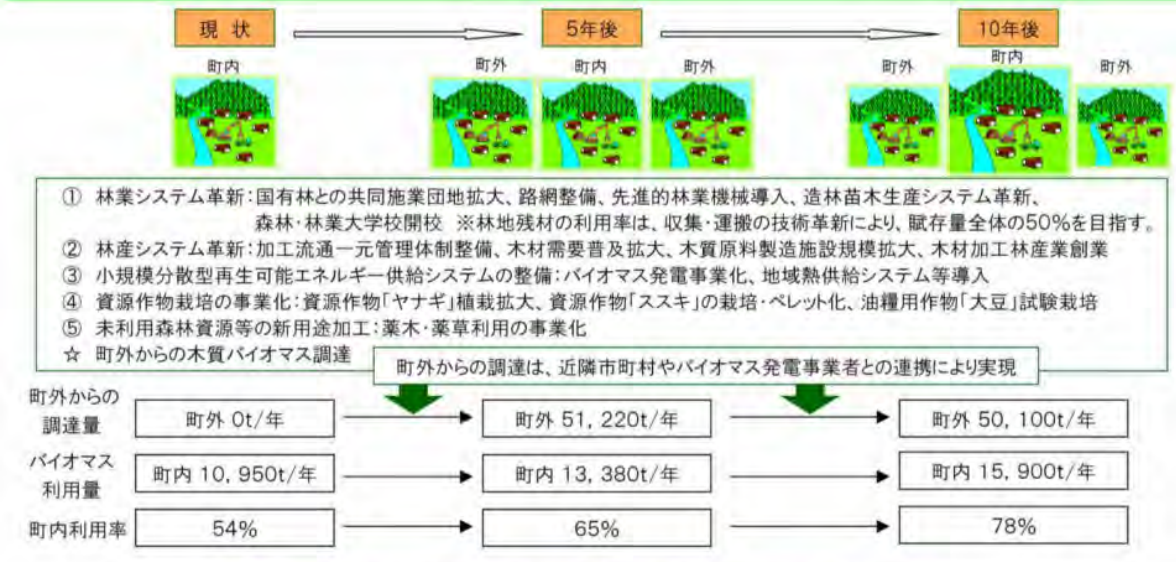 現 状
5年後
10年後
町内
町外
町内
町外
町外
町内
町外
① 林業システム革新:国有林との共同施業団地拡大、路網整備、先進的林業機械導入、造林苗木生産システム革新、
森林・林業大学校開校 ※林地残材の利用率は、収集・運搬の技術革新により、賦存量全体の50%を目指す。
② 林産システム革新:加工流通一元管理体制整備、木材需要普及拡大、木質原料製造施設規模拡大、木材加工林産業創業
③ 小規模分散型再生可能エネルギー供給システムの整備:バイオマス発電事業化、地域熱供給システム等導入
④ 資源作物栽培の事業化:資源作物「ヤナギ」植栽拡大、資源作物「ススキ」の栽培・ペレット化、油糧用作物「大豆」試験栽培
⑤ 未利用森林資源等の新用途加工:薬木・薬草利用の事業化
☆ 町外からの木質バイオマス調達
町外からの調達は、近隣市町村やバイオマス発電事業者との連携により実現
町外からの
調達量
町外 0t/年
町外 51, 220t/年
町外 50, 100t/年
バイオマス
利用量
町内 10, 950t/年
町内 13, 380t/年
町内 15, 900t/年
町内利用率
54%
65%
78%